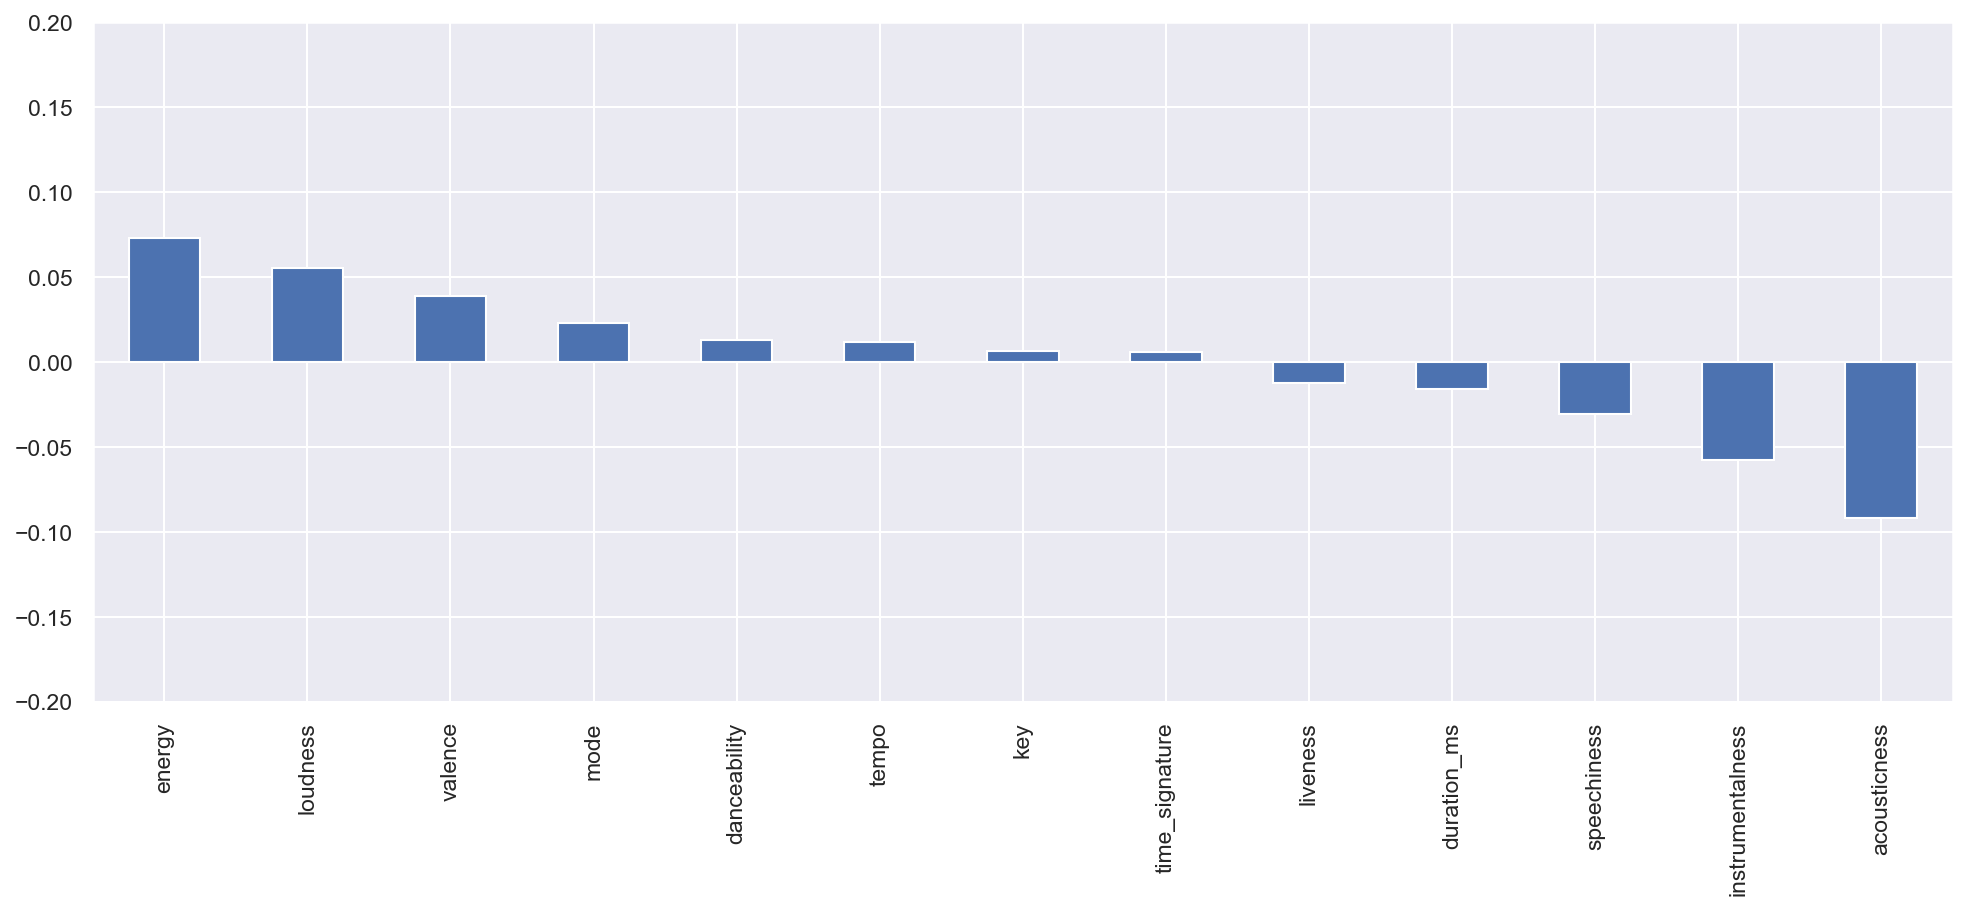 0.20
0.15
0.10
0.05
0.00
−0.05
−0.10
−0.15
−0.20
energy
loudness
valence
mode
danceability
tempo
key
time_signature
liveness
duration_ms
speechiness
instrumentalness
acousticness